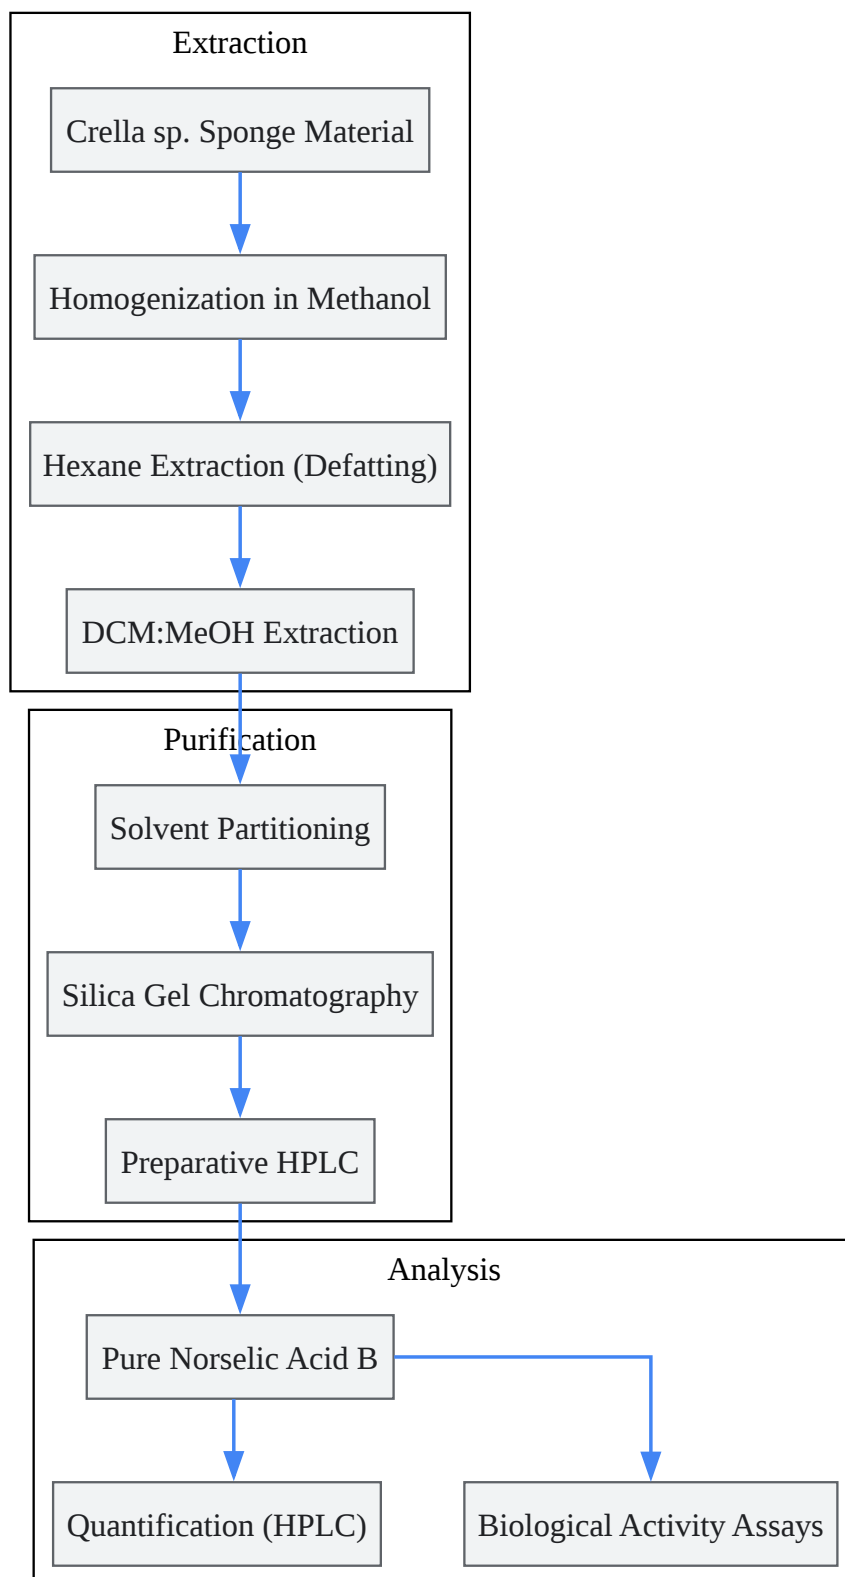 Extraction
Crella sp. Sponge Material
Homogenization in Methanol
Hexane Extraction (Defatting)
DCM:MeOH Extraction
Purification
Solvent Partitioning
Silica Gel Chromatography
Preparative HPLC
Analysis
Pure Norselic Acid B
Quantification (HPLC)
Biological Activity Assays